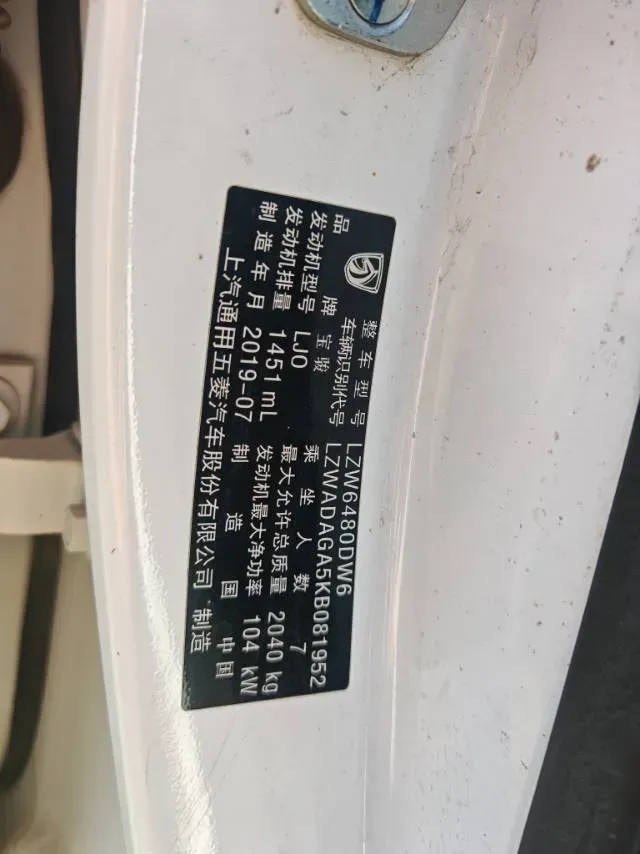 整车型号 LZW6480DW6
车辆识别代号 LZWADAGA5KB081952
品牌 宝骏 乘坐人数 7
发动机型号 LJO 最大允许总质量 2040 kg
发动机排量 1451 mL 发动机最大净功率 104 kW
制造年月 2019-07 制造国 中国
上汽通用五菱汽车股份有限公司 制造